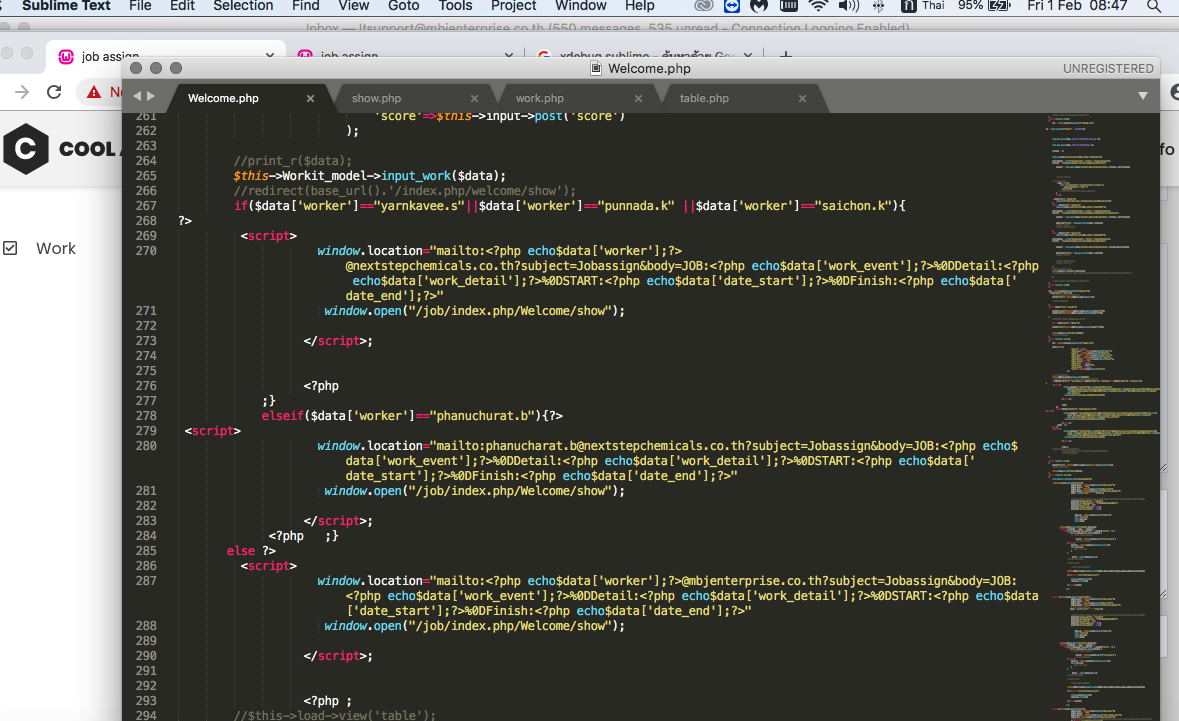 Sublime Text File Edit Selection Find View Goto Tools Project Window Help Thai 95% Fri 1 Feb 08:47
Inbox — Itsupport@mbjenterprise.co.th (550 messages, 535 unread - Connection Logging Enabled)
job assign job assign xdebug sublime - ค้นหาด้วย Go
Welcome.php UNREGISTERED
Welcome.php × show.php × work.php × table.php ×
COOL
Work
261 'score'=>$this->input->post('score')
262 );
263
264 //print_r($data);
265 $this->Workit_model->input_work($data);
266 //redirect(base_url().'/index.php/welcome/show');
267 if($data['worker']=="yarnkavee.s"||$data['worker']=="punnada.k" ||$data['worker']=="saichon.k"){
268 ?>
269 <script>
270 window.location="mailto:<?php echo$data['worker'];?>
@nextstepchemicals.co.th?subject=Jobassign&body=JOB:<?php echo$data['work_event'];?>%0DDetail:<?php
echo$data['work_detail'];?>%0DSTART:<?php echo$data['date_start'];?>%0DFinish:<?php echo$data['
date_end'];?>"
271 window.open("/job/index.php/Welcome/show");
272
273 </script>;
274
275
276 <?php
277 ;}
278 elseif($data['worker']=="phanuchurat.b"){?>
279 <script>
280 window.location="mailto:phanucharat.b@nextstepchemicals.co.th?subject=Jobassign&body=JOB:<?php echo$
data['work_event'];?>%0DDetail:<?php echo$data['work_detail'];?>%0DSTART:<?php echo$data['
date_start'];?>%0DFinish:<?php echo$data['date_end'];?>"
281 window.open("/job/index.php/Welcome/show");
282
283 </script>;
284 <?php ;}
285 else ?>
286 <script>
287 window.location="mailto:<?php echo$data['worker'];?>@mbjenterprise.co.th?subject=Jobassign&body=JOB:
<?php echo$data['work_event'];?>%0DDetail:<?php echo$data['work_detail'];?>%0DSTART:<?php echo$data
['date_start'];?>%0DFinish:<?php echo$data['date_end'];?>"
288 window.open("/job/index.php/Welcome/show");
289
290 </script>;
291
292
293 <?php ;
294 //$this->load->view('table');